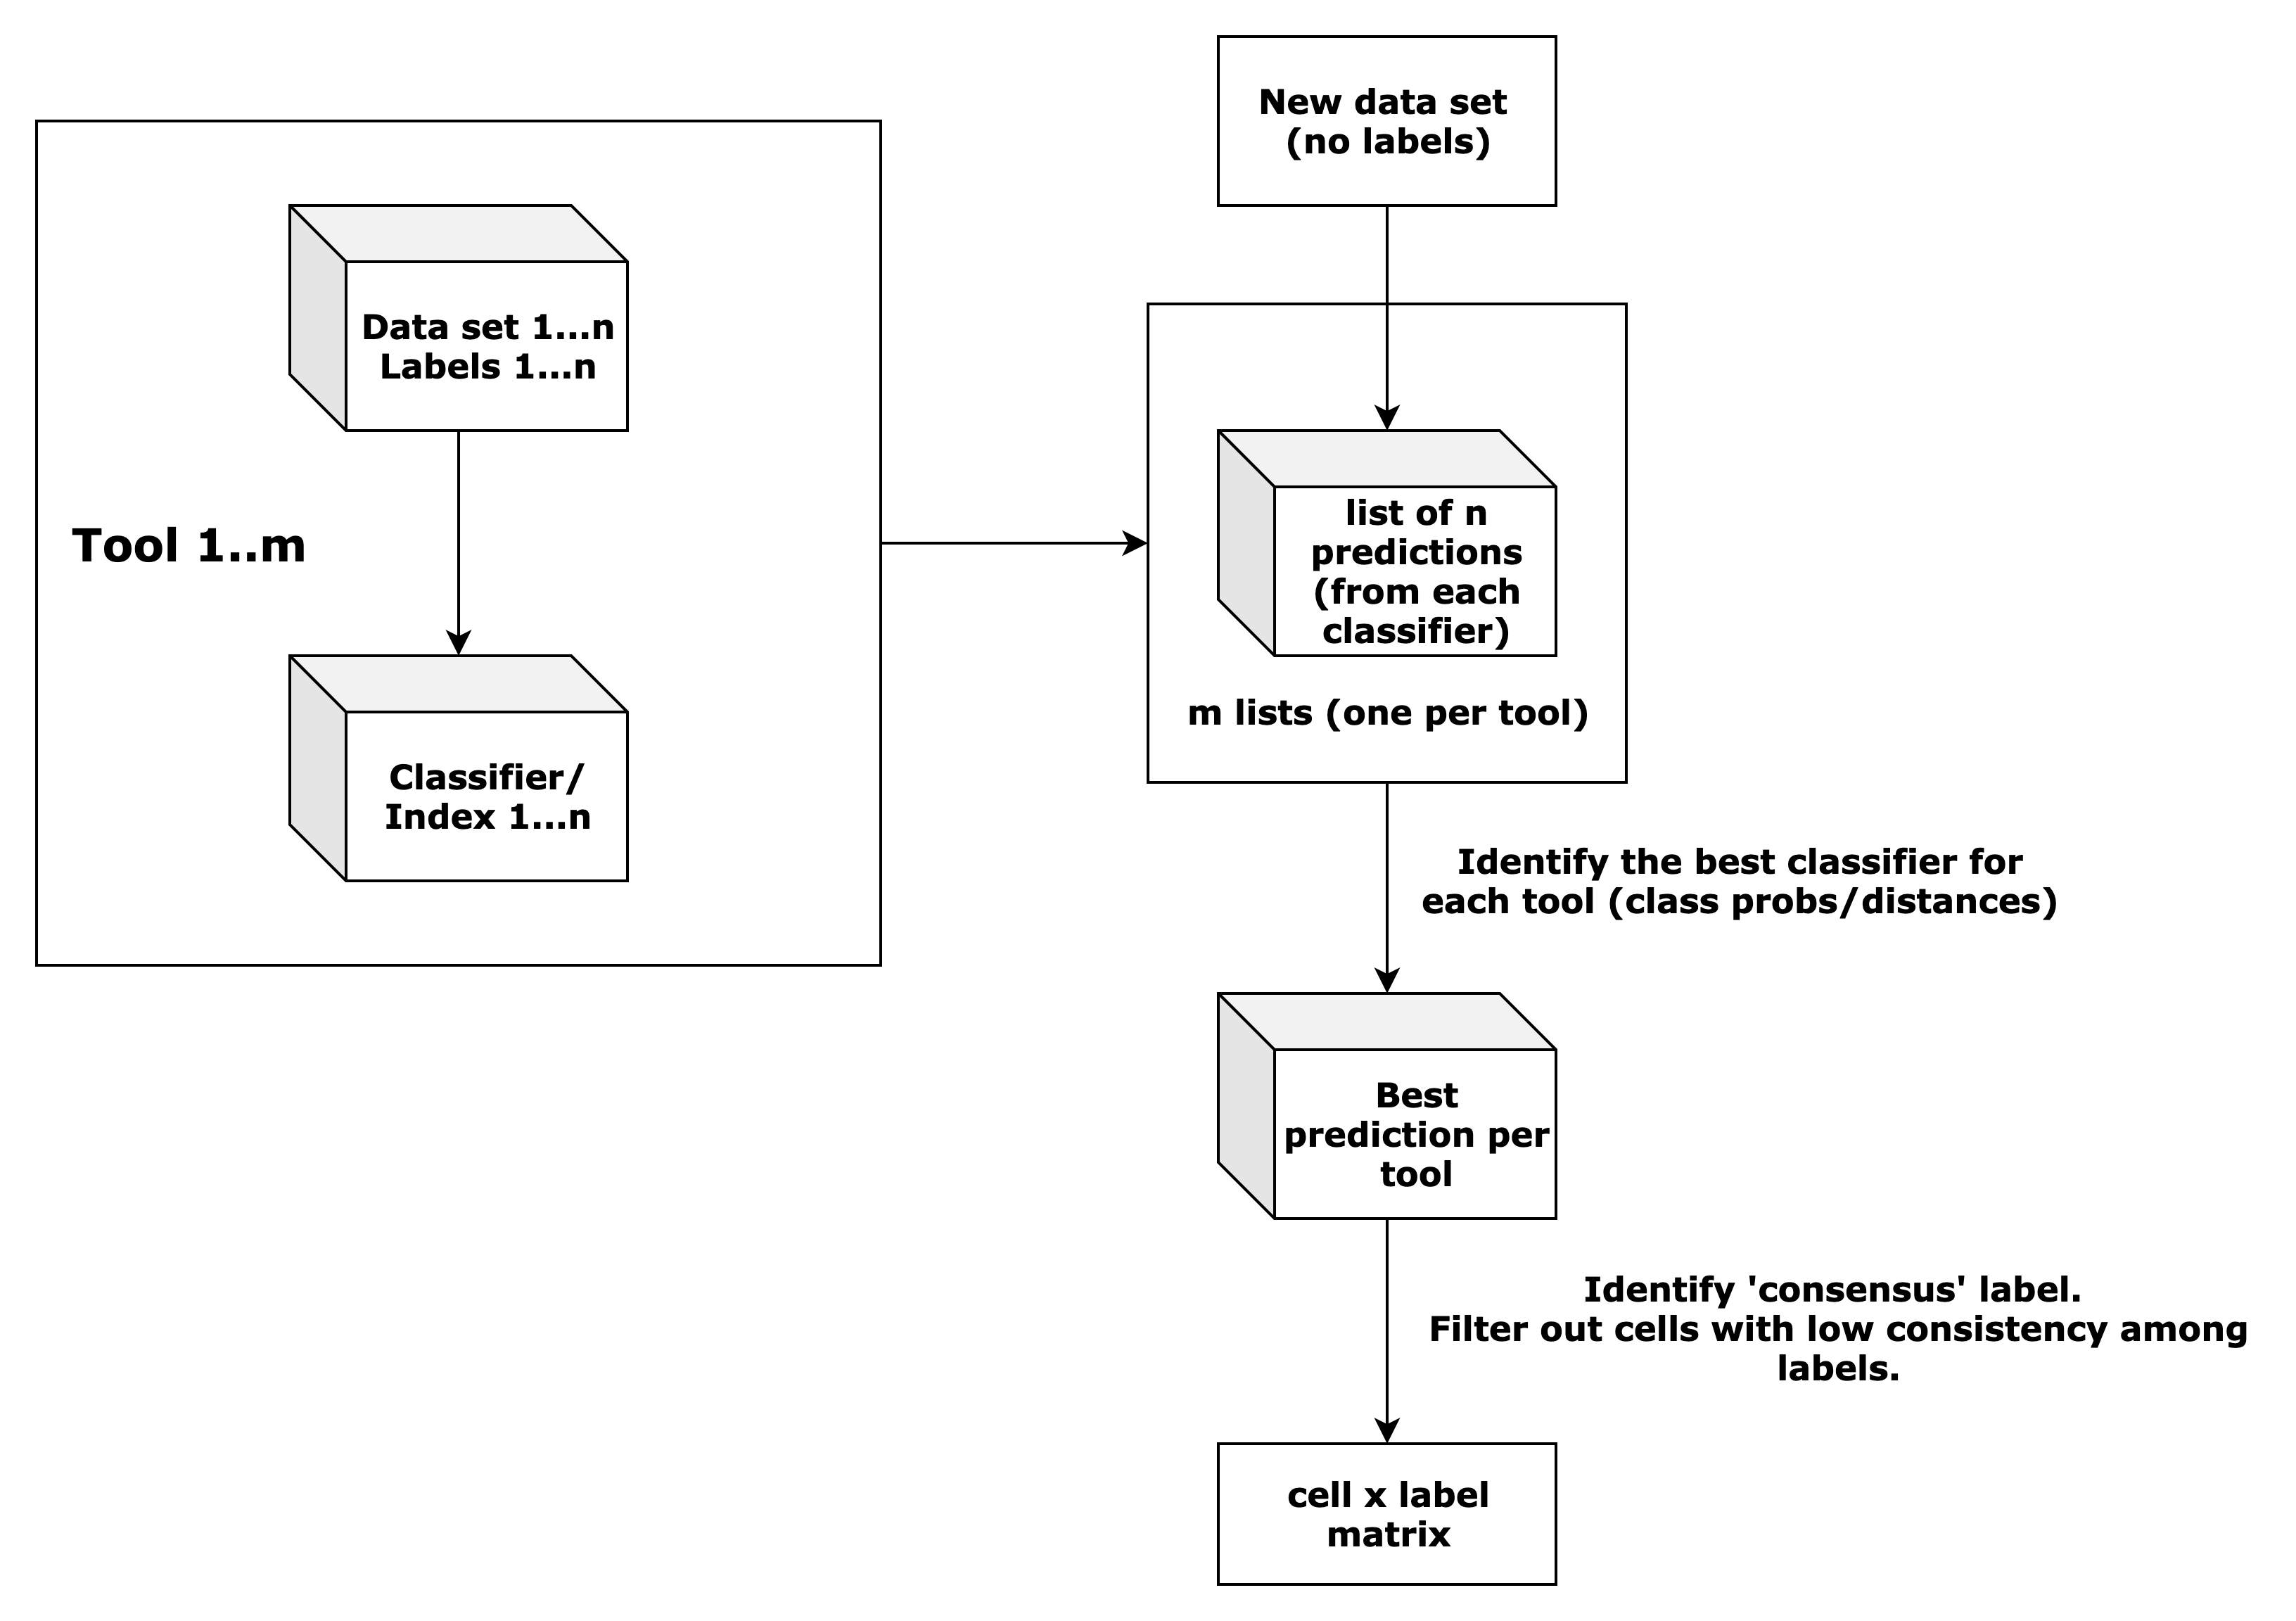 New data set
(no labels)
Data set 1...n
Labels 1...n
Tool 1..m
Classifier/
Index 1...n
list of n
predictions
(from each
classifier)
m lists (one per tool)
Identify the best classifier for
each tool (class probs/distances)
Best
prediction per
tool
Identify 'consensus' label.
Filter out cells with low consistency among
labels.
cell x label
matrix